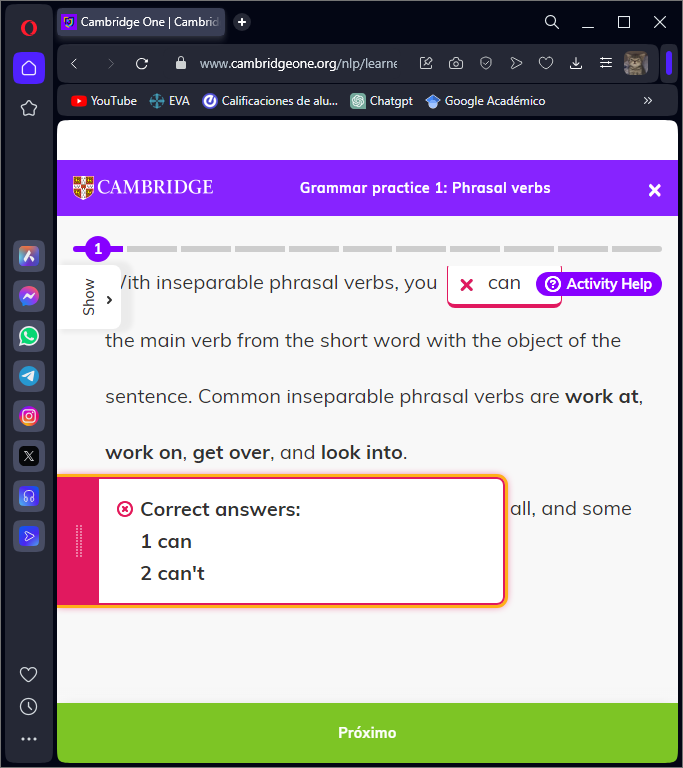 Cambridge One | Cambrid
www.cambridgeone.org/nlp/learne
YouTube
EVA
Calificaciones de alu...
Chatgpt
Google Académico
»
CAMBRIDGE
Grammar practice 1: Phrasal verbs
1
Show
With inseparable phrasal verbs, you can
Activity Help
the main verb from the short word with the object of the
sentence. Common inseparable phrasal verbs are work at,
work on, get over, and look into.
all, and some
Correct answers:
1 can
2 can't
Próximo